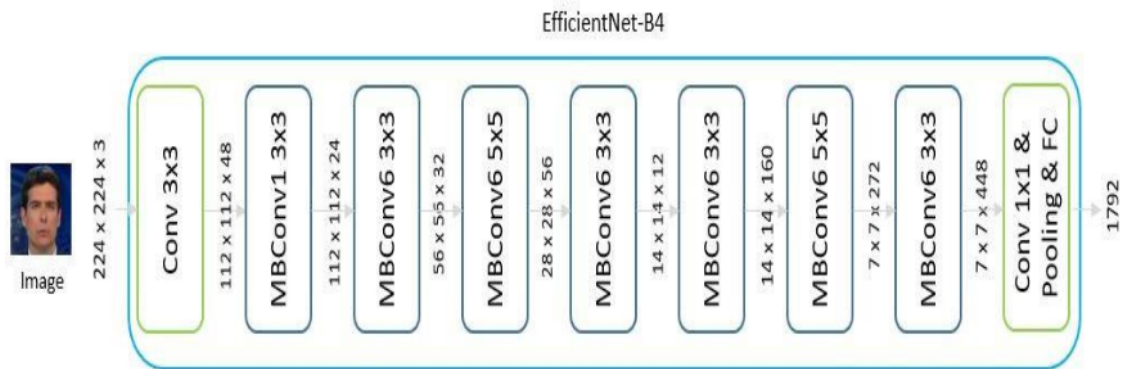 EfficientNet-B4
Image
224 x 224 x 3
Conv 3x3
112 x 112 x 48
MBConv1 3x3
112 x 112 x 24
MBConv6 3x3
56 x 56 x 32
MBConv6 5x5
28 x 28 x 56
MBConv6 3x3
14 x 14 x 12
MBConv6 3x3
14 x 14 x 160
MBConv6 5x5
7 x 7 x 272
MBConv6 3x3
7 x 7 x 448
Conv 1x1 &
Pooling & FC
1792